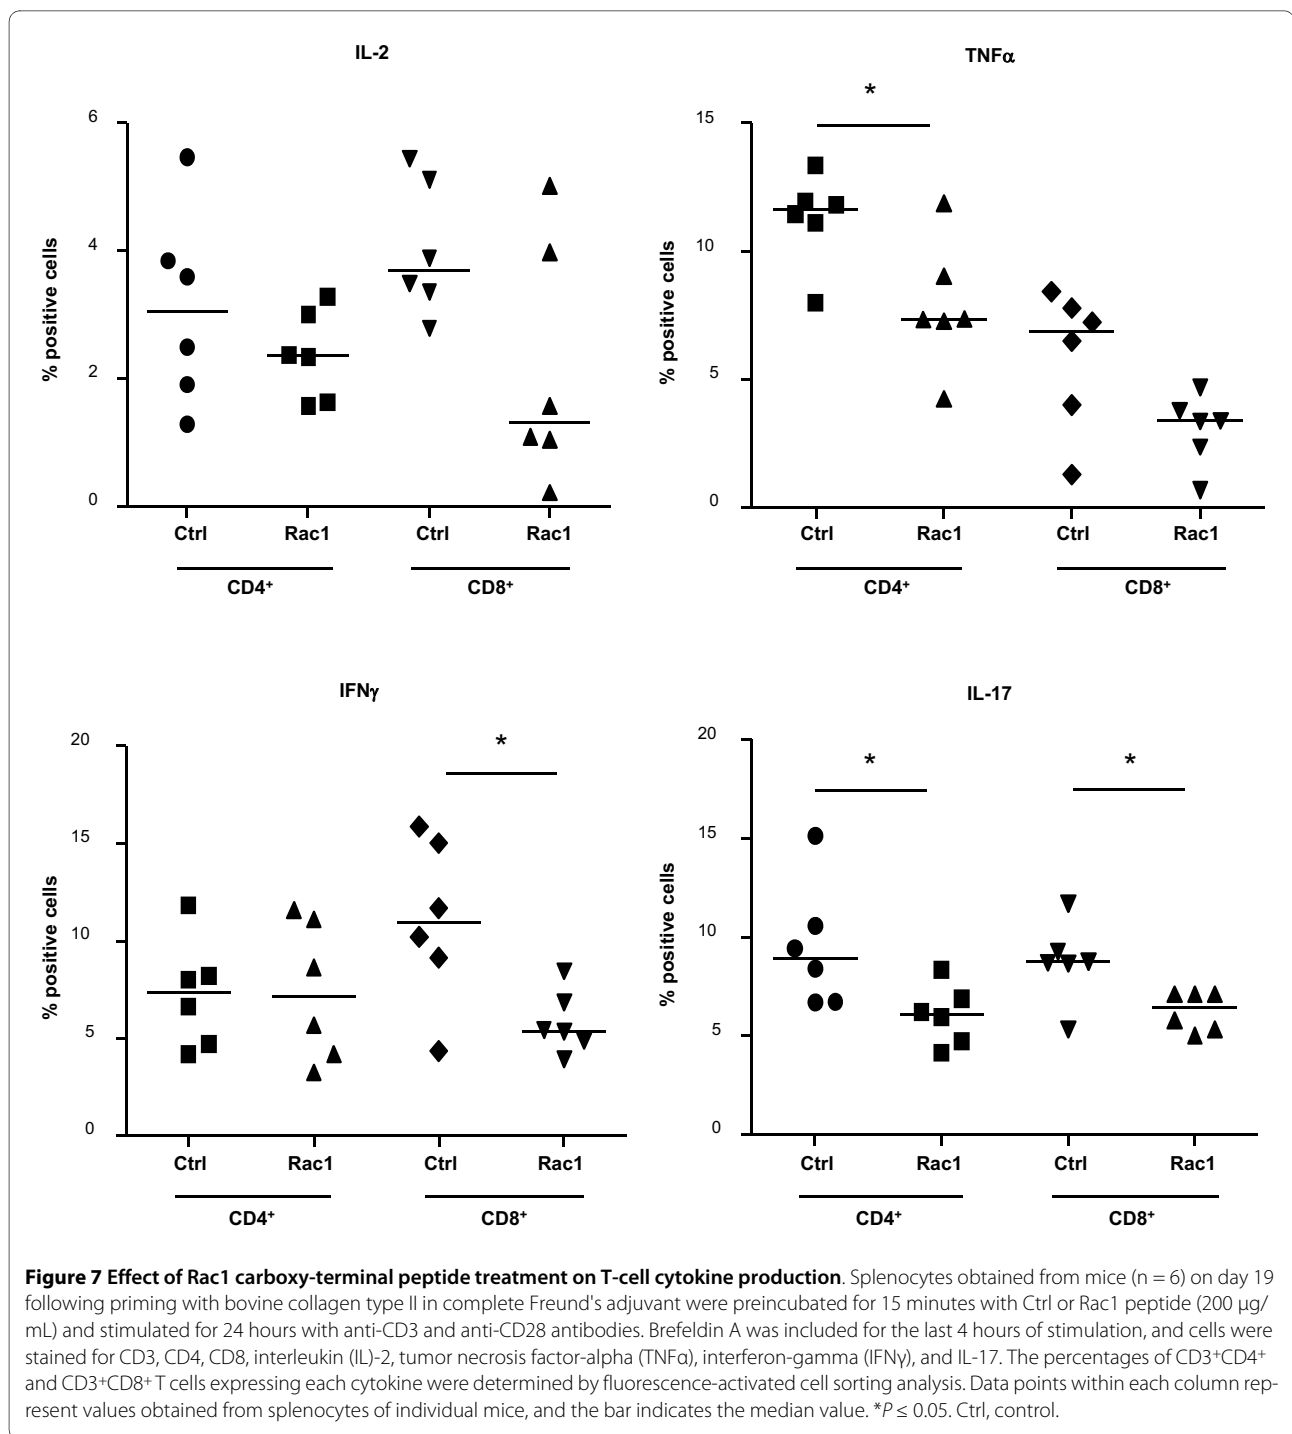 IL-2
6
4
2
0
% positive cells
Ctrl Rac1 Ctrl Rac1
CD4+ CD8+
TNFα
*
15
10
5
0
% positive cells
Ctrl Rac1 Ctrl Rac1
CD4+ CD8+
IFNγ
*
20
15
10
5
0
% positive cells
Ctrl Rac1 Ctrl Rac1
CD4+ CD8+
IL-17
* *
20
15
10
5
0
% positive cells
Ctrl Rac1 Ctrl Rac1
CD4+ CD8+
Figure 7 Effect of Rac1 carboxy-terminal peptide treatment on T-cell cytokine production. Splenocytes obtained from mice (n = 6) on day 19
following priming with bovine collagen type II in complete Freund's adjuvant were preincubated for 15 minutes with Ctrl or Rac1 peptide (200 μg/
mL) and stimulated for 24 hours with anti-CD3 and anti-CD28 antibodies. Brefeldin A was included for the last 4 hours of stimulation, and cells were
stained for CD3, CD4, CD8, interleukin (IL)-2, tumor necrosis factor-alpha (TNFα), interferon-gamma (IFNγ), and IL-17. The percentages of CD3+CD4+
and CD3+CD8+ T cells expressing each cytokine were determined by fluorescence-activated cell sorting analysis. Data points within each column rep-
resent values obtained from splenocytes of individual mice, and the bar indicates the median value. *P ≤ 0.05. Ctrl, control.